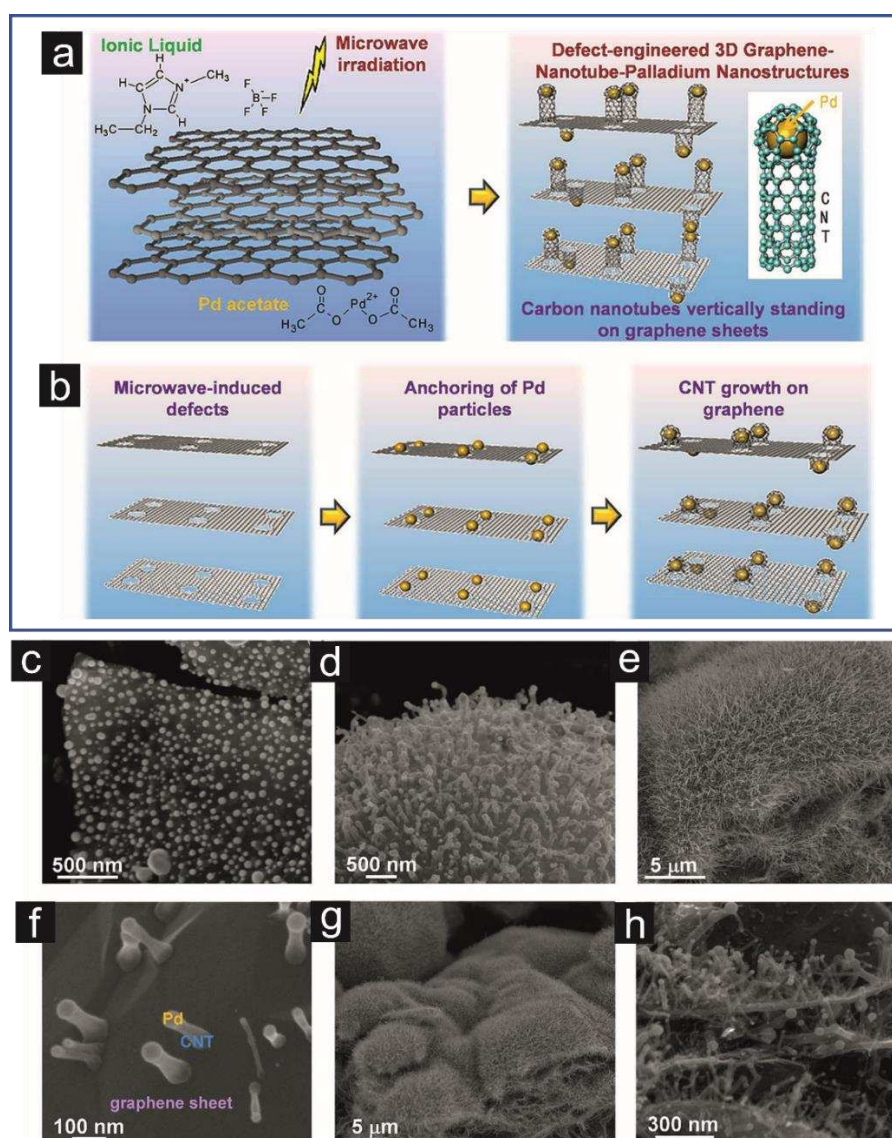 a
Ionic Liquid
Microwave
irradiation
H
CH₃
H
N
+
N
H
CH₃CH₂
F
F
B⁻
F
F
Pd acetate
O
O
Pd²⁺
H₃C
O
O
CH₃
Defect-engineered 3D Graphene-
Nanotube-Palladium Nanostructures
Pd
C
N
T
Carbon nanotubes vertically standing
on graphene sheets
b
Microwave-induced
defects
Anchoring of Pd
particles
CNT growth on
graphene
c
500 nm
d
500 nm
e
5 µm
f
Pd
CNT
graphene sheet
100 nm
g
5 µm
h
300 nm